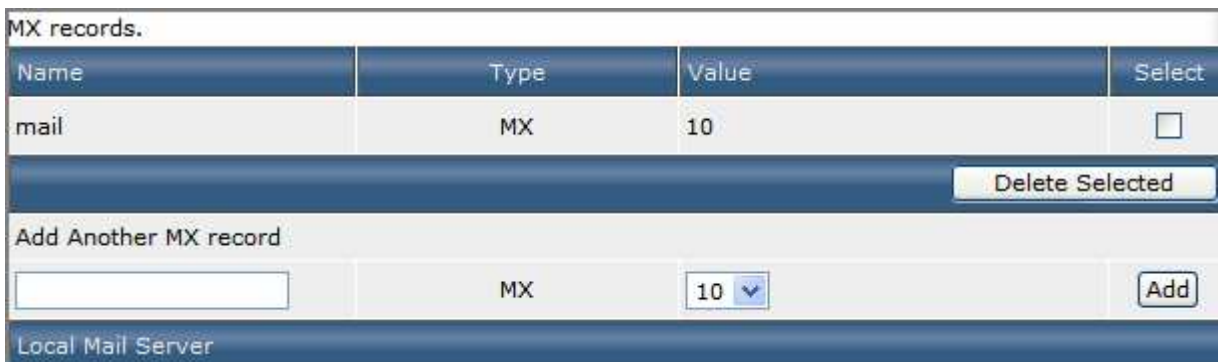 MX records.
Name Type Value Select
mail MX 10
Delete Selected
Add Another MX record
MX 10 Add
Local Mail Server